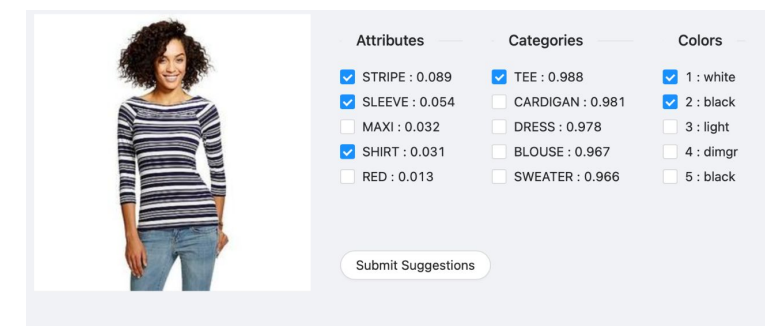 Attributes Categories Colors
STRIPE : 0.089 TEE : 0.988 1 : white
SLEEVE : 0.054 CARDIGAN : 0.981 2 : black
MAXI : 0.032 DRESS : 0.978 3 : light
SHIRT : 0.031 BLOUSE : 0.967 4 : dimgr
RED : 0.013 SWEATER : 0.966 5 : black
Submit Suggestions